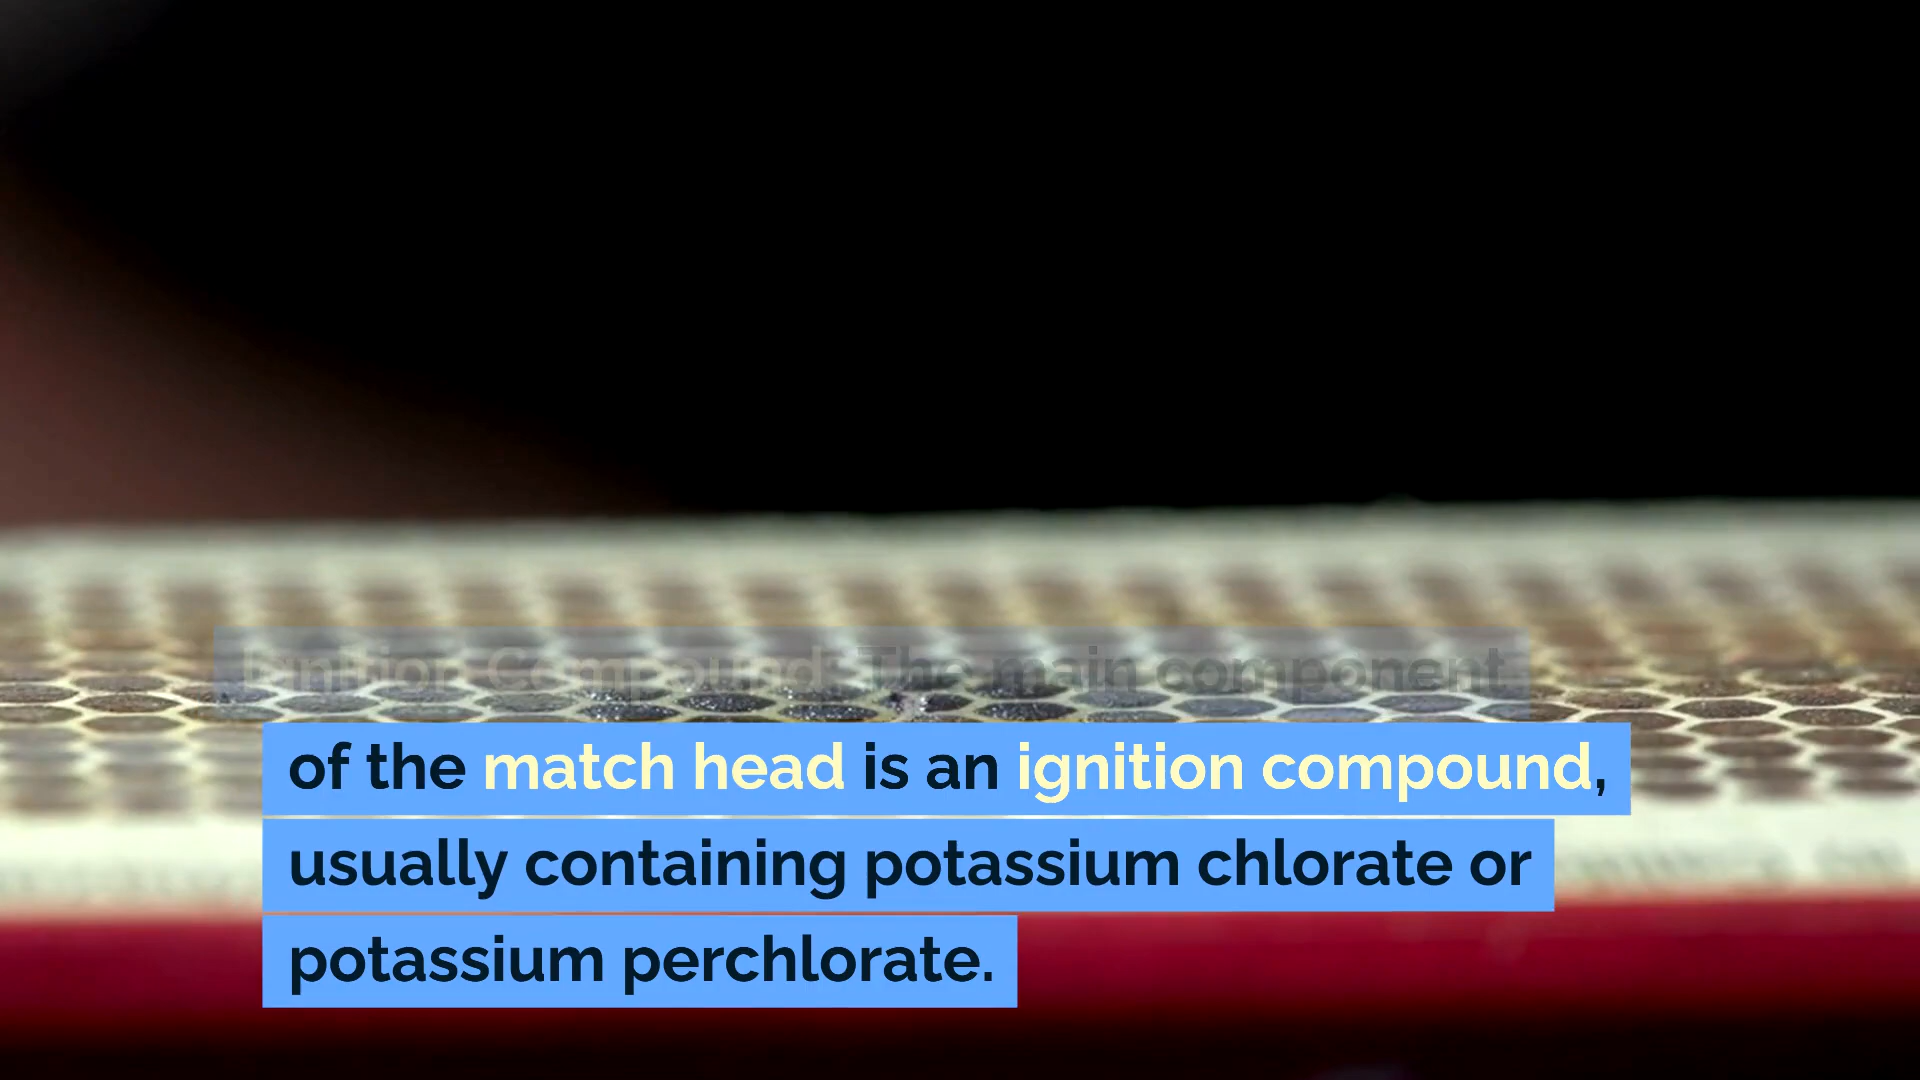 Ignition Compound: The main component
of the match head is an ignition compound,
usually containing potassium chlorate or
potassium perchlorate.